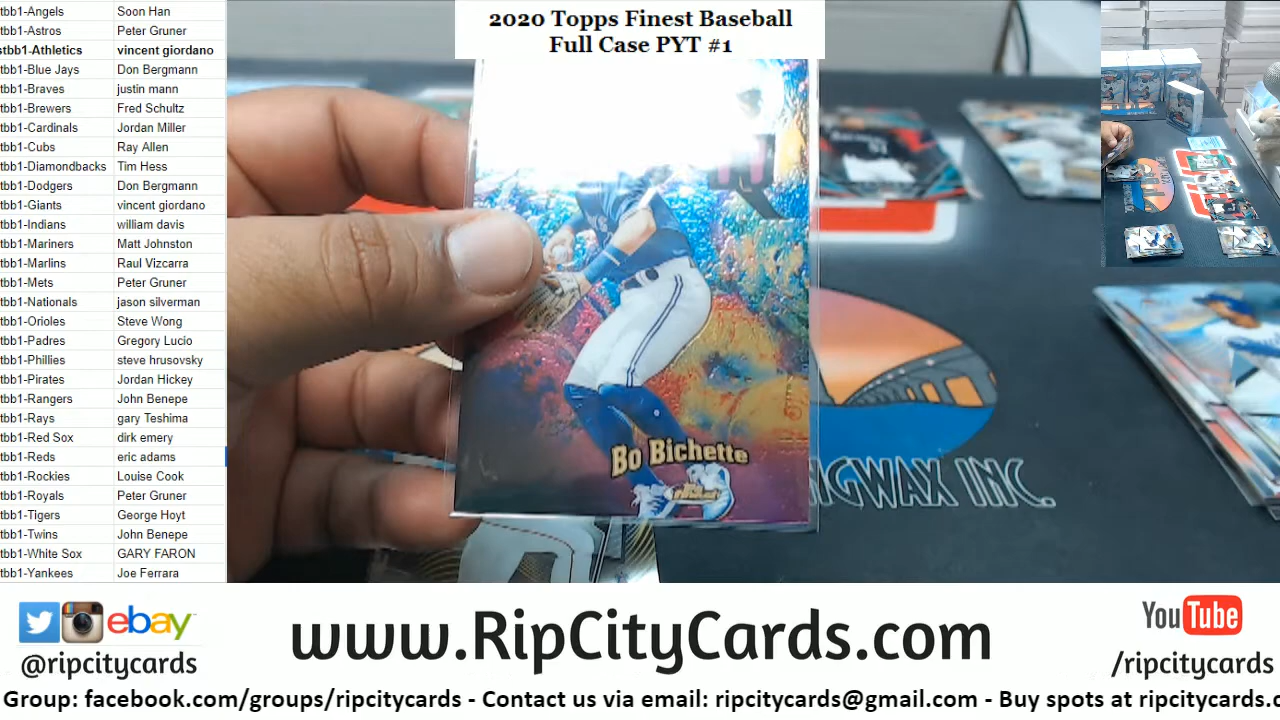 2020 Topps Finest Baseball
Full Case PYT #1
tbb1-Angels Soon Han
tbb1-Astros Peter Gruner
stbb1-Athletics vincent giordano
tbb1-Blue Jays Don Bergmann
tbb1-Braves justin mann
tbb1-Brewers Fred Schultz
tbb1-Cardinals Jordan Miller
tbb1-Cubs Ray Allen
tbb1-Diamondbacks Tim Hess
tbb1-Dodgers Don Bergmann
tbb1-Giants vincent giordano
tbb1-Indians william davis
tbb1-Mariners Matt Johnston
tbb1-Marlins Raul Vizcarra
tbb1-Mets Peter Gruner
tbb1-Nationals jason silverman
tbb1-Orioles Steve Wong
tbb1-Padres Gregory Lucio
tbb1-Phillies steve hrusovsky
tbb1-Pirates Jordan Hickey
tbb1-Rangers John Benepe
tbb1-Rays gary Teshima
tbb1-Red Sox dirk emery
tbb1-Reds eric adams
tbb1-Rockies Louise Cook
tbb1-Royals Peter Gruner
tbb1-Tigers George Hoyt
tbb1-Twins John Benepe
tbb1-White Sox GARY FARON
tbb1-Yankees Joe Ferrara
Bo Bichette
NGWAX INC.
ebay
@ripcitycards
www.RipCityCards.com
YouTube
/ripcitycards
Group: facebook.com/groups/ripcitycards - Contact us via email: ripcitycards@gmail.com - Buy spots at ripcitycards.c